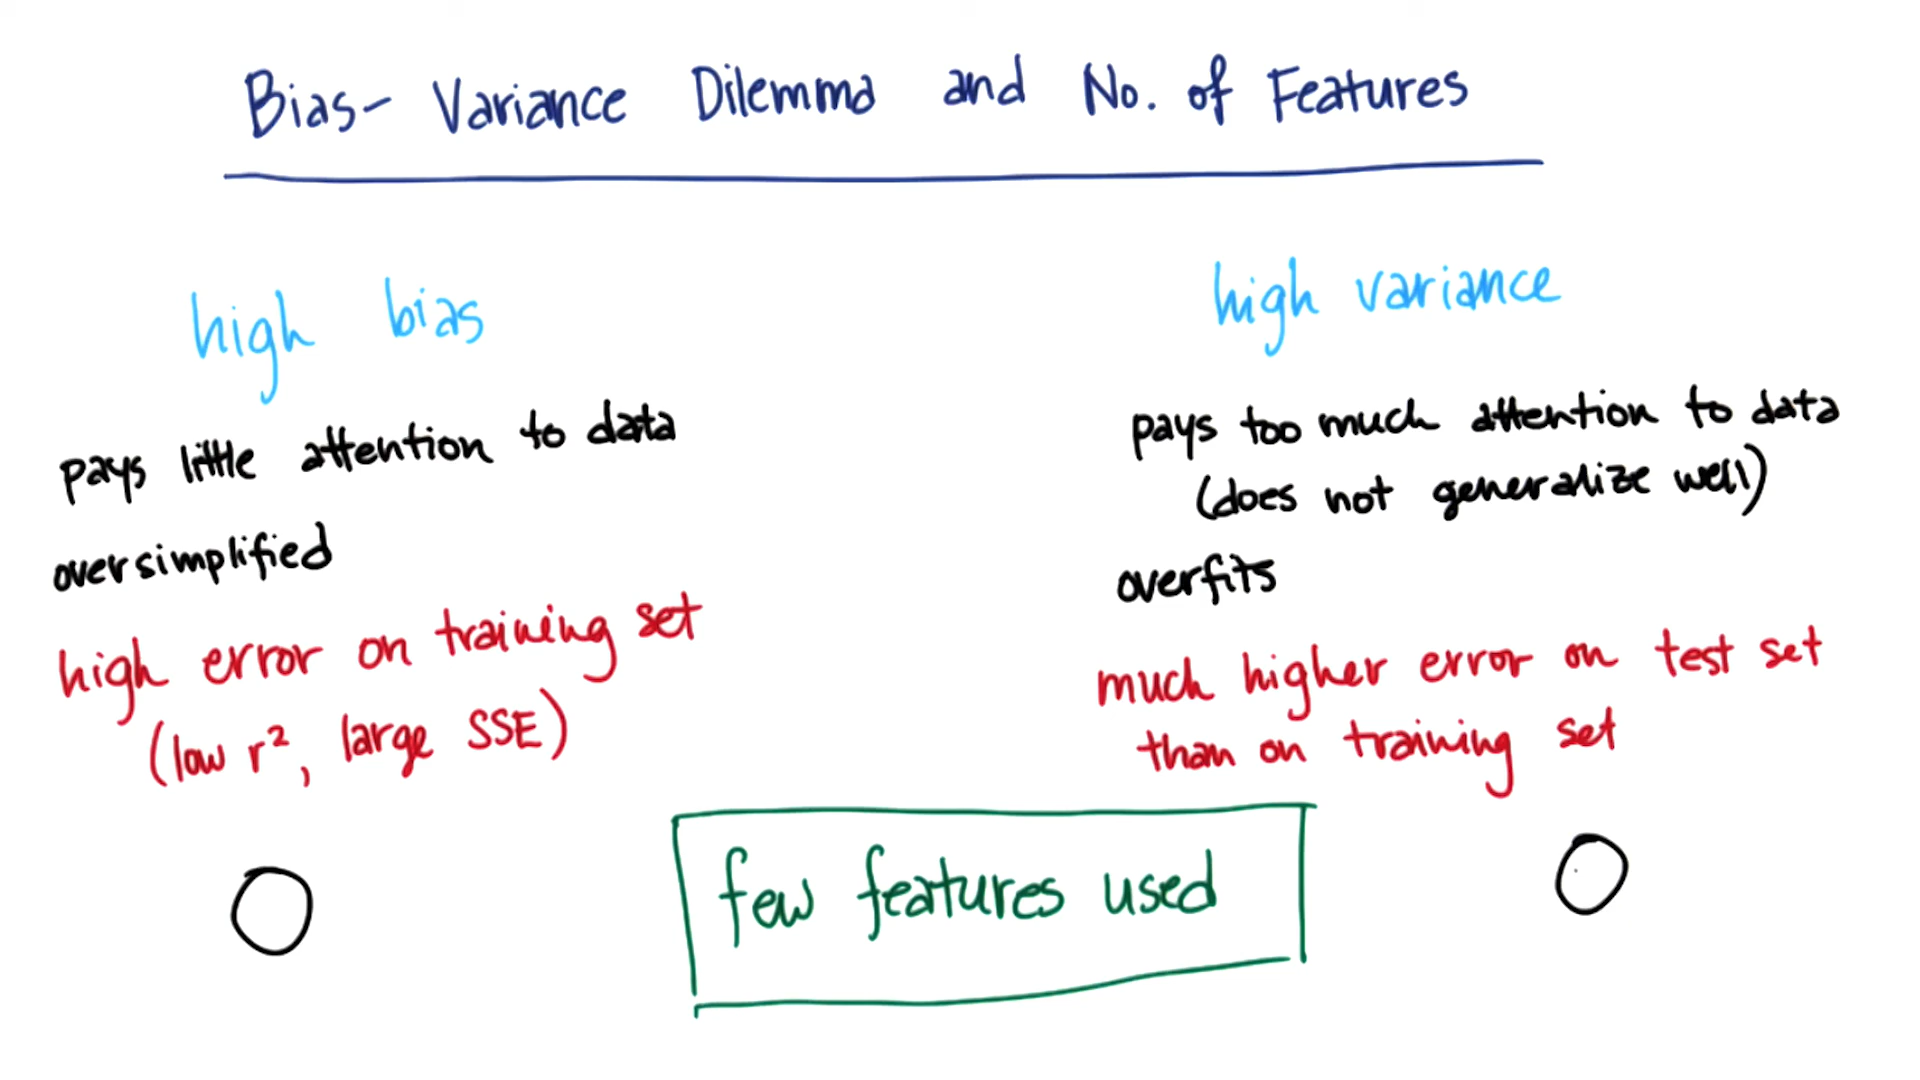 Bias-Variance Dilemma and No. of Features
high bias
pays little attention to data
oversimplified
high error on training set
(low r², large SSE)
high variance
pays too much attention to data
(does not generalize well)
overfits
much higher error on test set
than on training set
few features used